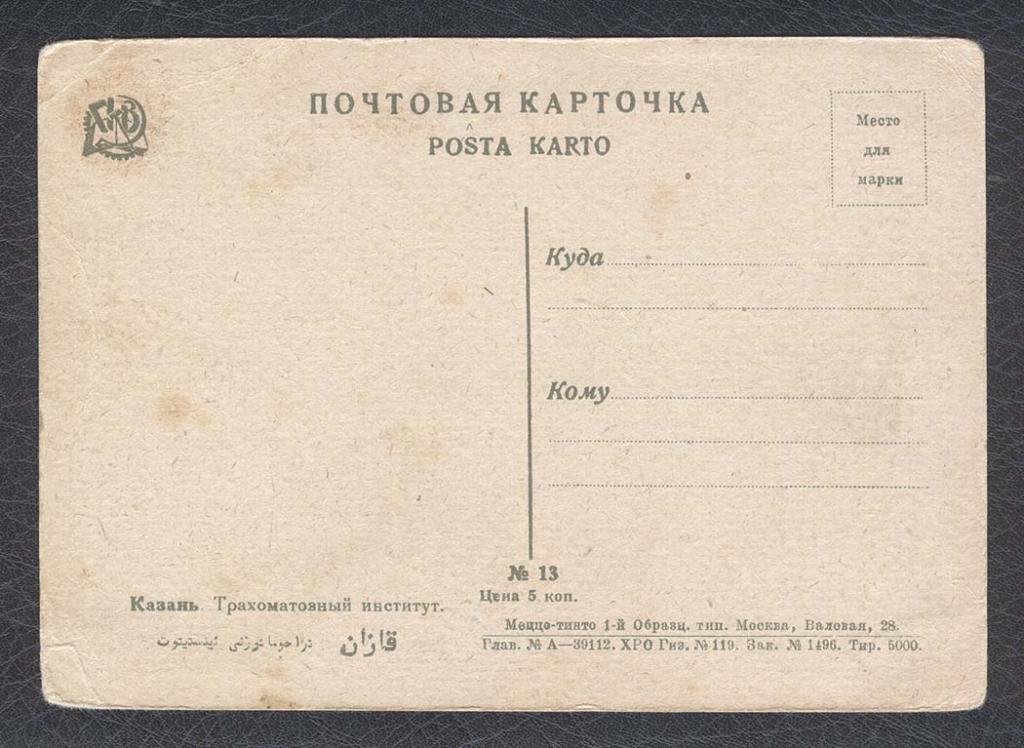 ПОЧТОВАЯ КАРТОЧКА
POŜTA KARTO
Место
для
марки
Куда
Кому
№ 13
Цена 5 коп.
Казань Трахоматозный институт.
قازان
Меццо-тинто 1-й Образц. тип. Москва, Валовая, 28.
Глав. № А—39112. ХРО Гиз. № 119. Зак. № 1496. Тир. 5000.